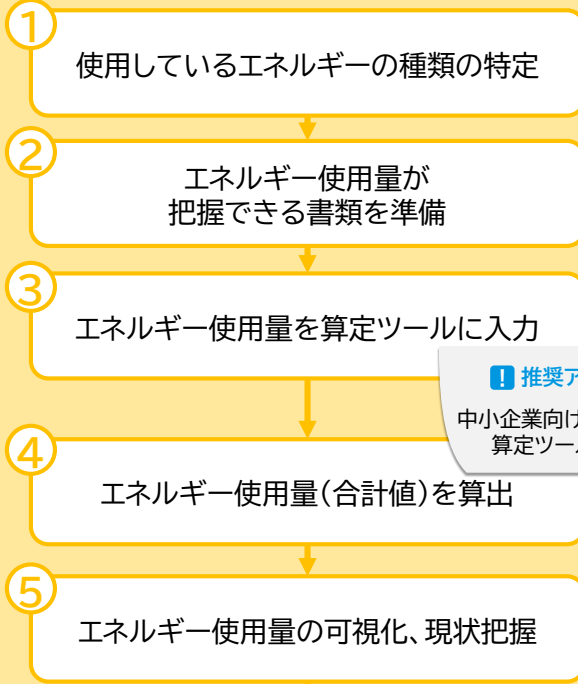 ①
使用しているエネルギーの種類の特定
②
エネルギー使用量が
把握できる書類を準備
③
エネルギー使用量を算定ツールに入力
! 推奨ア
中小企業向け
算定ツー
④
エネルギー使用量(合計値)を算出
⑤
エネルギー使用量の可視化、現状把握